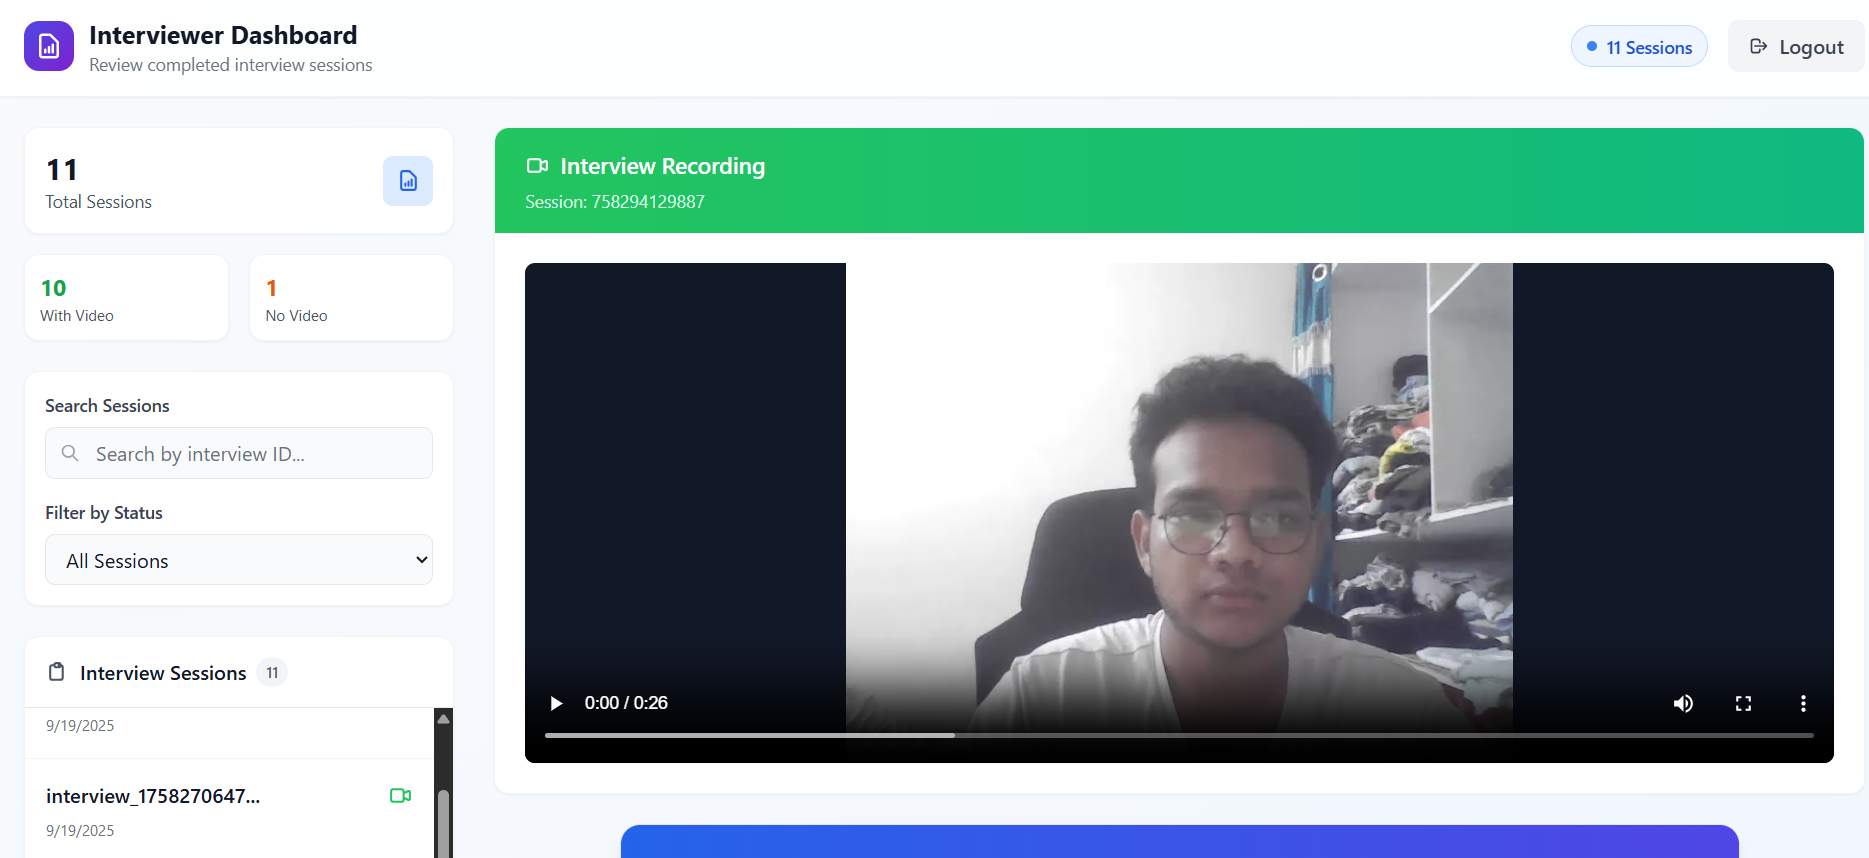 Interviewer Dashboard
Review completed interview sessions
11 Sessions
Logout
11
Total Sessions
10
With Video
1
No Video
Search Sessions
Search by interview ID...
Filter by Status
All Sessions
Interview Sessions 11
9/19/2025
interview_1758270647...
9/19/2025
Interview Recording
Session: 758294129887
0:00 / 0:26